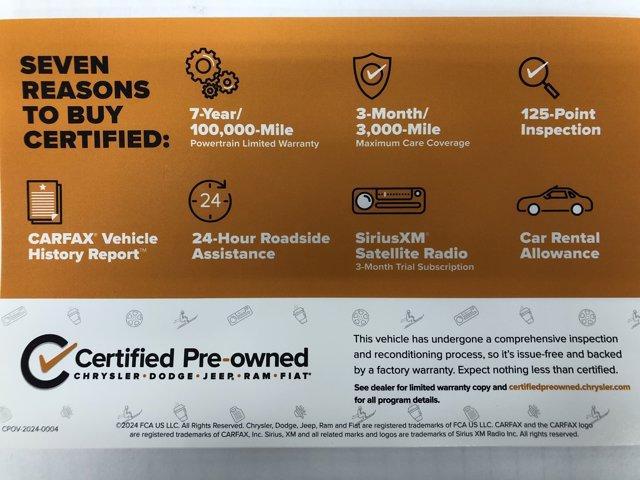 SEVEN
REASONS
TO BUY
CERTIFIED:
7-Year/
100,000-Mile
Powertrain Limited Warranty
3-Month/
3,000-Mile
Maximum Care Coverage
125-Point
Inspection
CARFAX® Vehicle
History Report™
24
24-Hour Roadside
Assistance
SiriusXM®
Satellite Radio
3-Month Trial Subscription
Car Rental
Allowance
Certified Pre-owned
CHRYSLER • DODGE • JEEP® • RAM • FIAT®
This vehicle has undergone a comprehensive inspection
and reconditioning process, so it's issue-free and backed
by a factory warranty. Expect nothing less than certified.
See dealer for limited warranty copy and certifiedpreowned.chrysler.com
for all program details.
CPOV-2024-0004
©2024 FCA US LLC. All Rights Reserved. Chrysler, Dodge, Jeep, Ram and Fiat are registered trademarks of FCA US LLC. CARFAX and the CARFAX logo
are registered trademarks of CARFAX, Inc. Sirius, XM and all related marks and logos are trademarks of Sirius XM Radio Inc. All rights reserved.